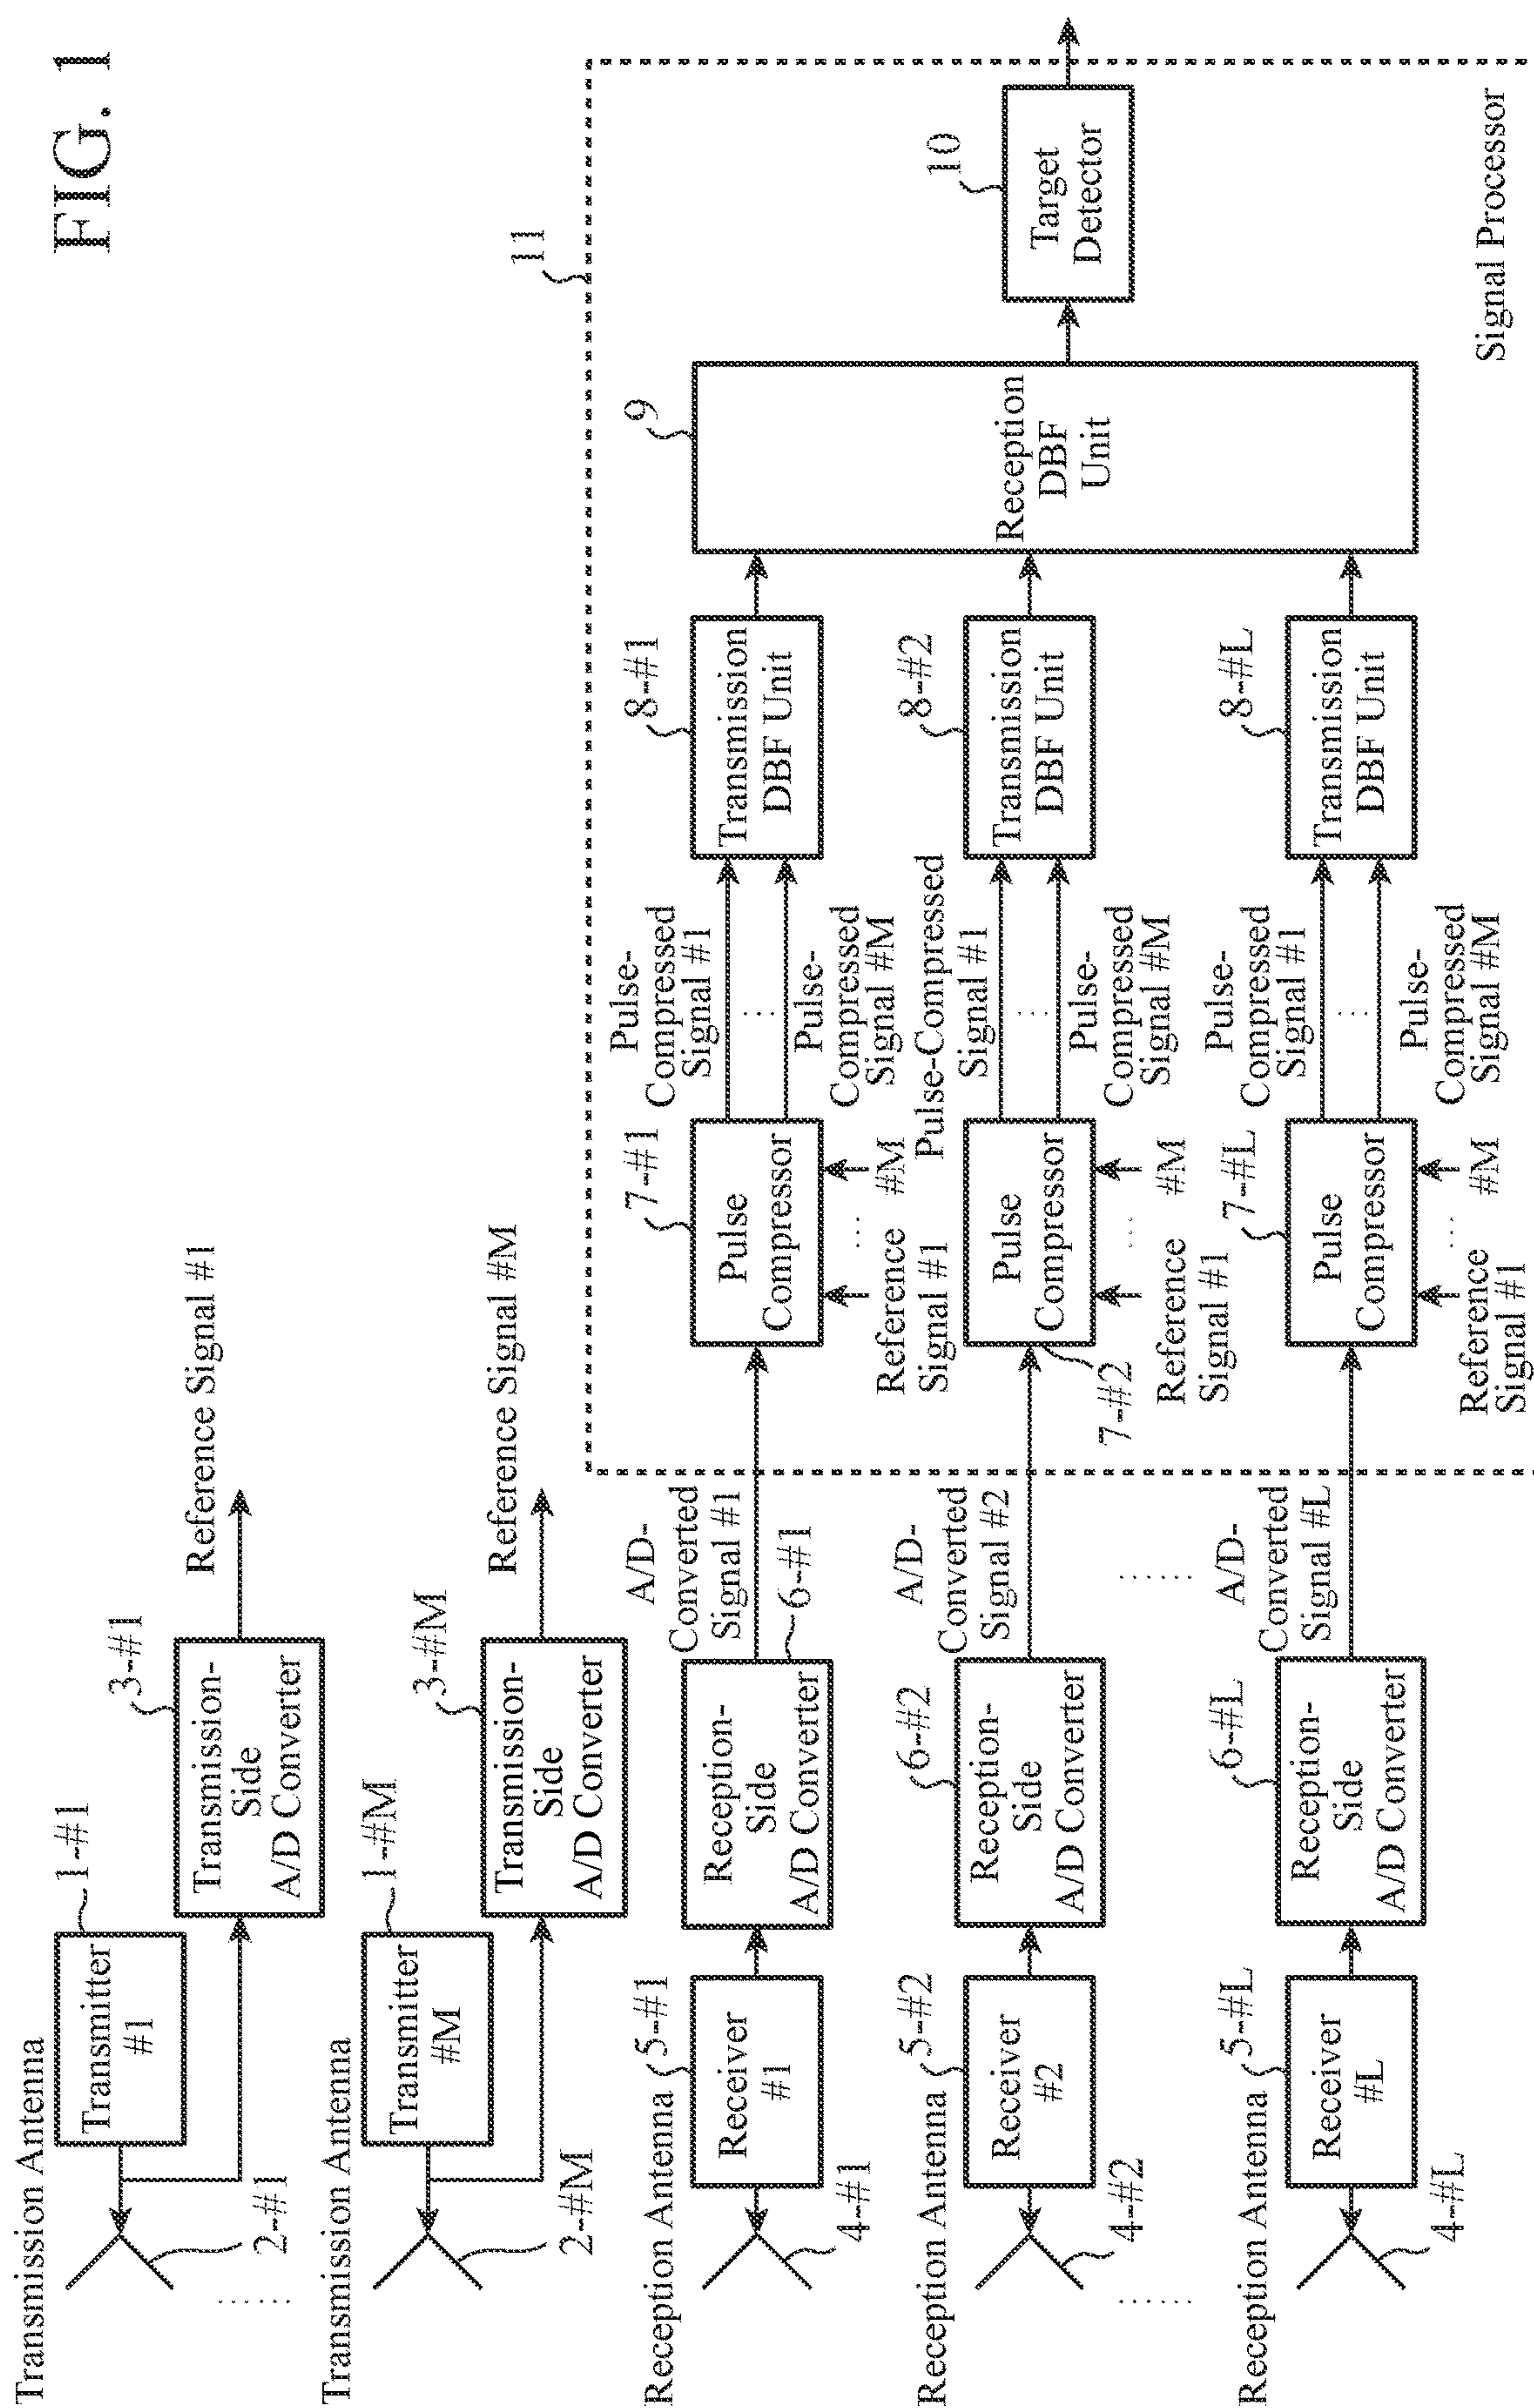 FIG. 1
Transmission Antenna
Transmitter
#1
1-#1
2-#1
3-#1
Transmission-
Side
A/D Converter
Reference Signal #1
Transmission Antenna
Transmitter
#M
1-#M
2-#M
3-#M
Transmission-
Side
A/D Converter
Reference Signal #M
11
Reception Antenna
4-#1
5-#1
Receiver
#1
Reception-
Side
A/D Converter
6-#1
A/D-
Converted
Signal #1
7-#1
Pulse
Compressor
Reference
Signal #1
...
#M
Pulse-
Compressed
Signal #1
...
Pulse-
Compressed
Signal #M
8-#1
Transmission
DBF Unit
Reception Antenna
4-#2
5-#2
Receiver
#2
6-#2
Reception-
Side
A/D Converter
A/D-
Converted
Signal #2
7-#2
Pulse
Compressor
Reference
Signal #1
...
#M
Pulse-Compressed
Signal #1
...
Pulse-
Compressed
Signal #M
8-#2
Transmission
DBF Unit
Reception Antenna
4-#L
5-#L
Receiver
#L
6-#L
Reception-
Side
A/D Converter
A/D-
Converted
Signal #L
7-#L
Pulse
Compressor
Reference
Signal #1
...
#M
Pulse-
Compressed
Signal #1
...
Pulse-
Compressed
Signal #M
8-#L
Transmission
DBF Unit
9
Reception
DBF
Unit
10
Target
Detector
Signal Processor